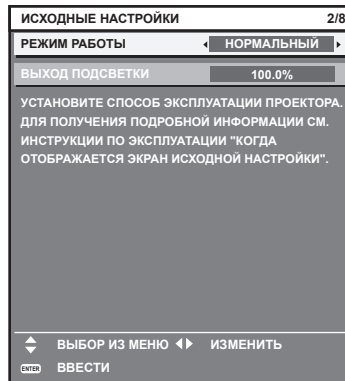 ИСХОДНЫЕ НАСТРОЙКИ 2/8
РЕЖИМ РАБОТЫ НОРМАЛЬНЫЙ
ВЫХОД ПОДСВЕТКИ 100.0%
УСТАНОВИТЕ СПОСОБ ЭКСПЛУАТАЦИИ ПРОЕКТОРА.
ДЛЯ ПОЛУЧЕНИЯ ПОДРОБНОЙ ИНФОРМАЦИИ СМ.
ИНСТРУКЦИИ ПО ЭКСПЛУАТАЦИИ "КОГДА
ОТОБРАЖАЕТСЯ ЭКРАН ИСХОДНОЙ НАСТРОЙКИ".
ВЫБОР ИЗ МЕНЮ ИЗМЕНИТЬ
ENTER ВВЕСТИ